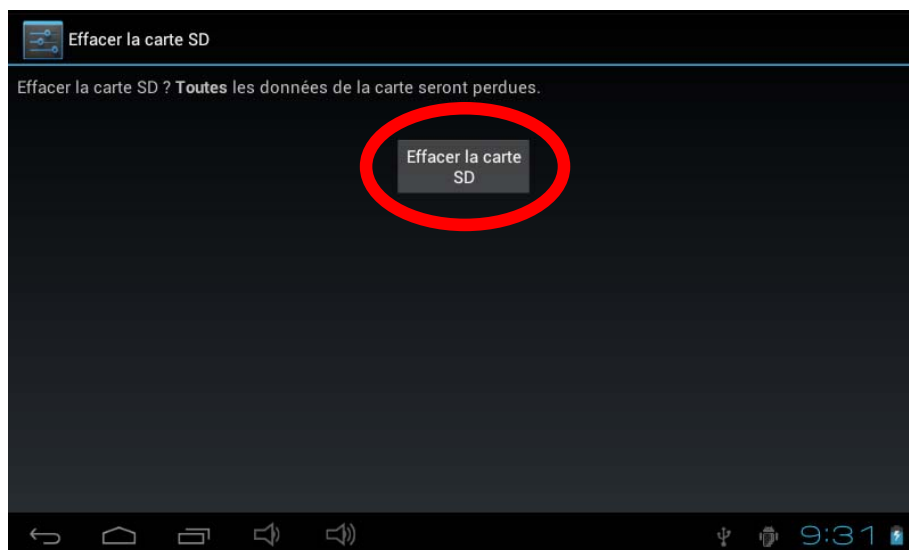 Effacer la carte SD
Effacer la carte SD ? Toutes les données de la carte seront perdues.
Effacer la carte
SD
9:31